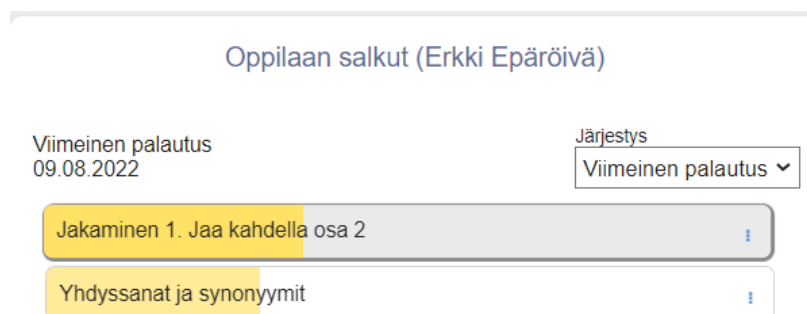 Oppilaan salkut (Erkki Epäröivä)
Viimeinen palautus
09.08.2022
Järjestys
Viimeinen palautus
Jakaminen 1. Jaa kahdella osa 2
Yhdyssanat ja synonyymit